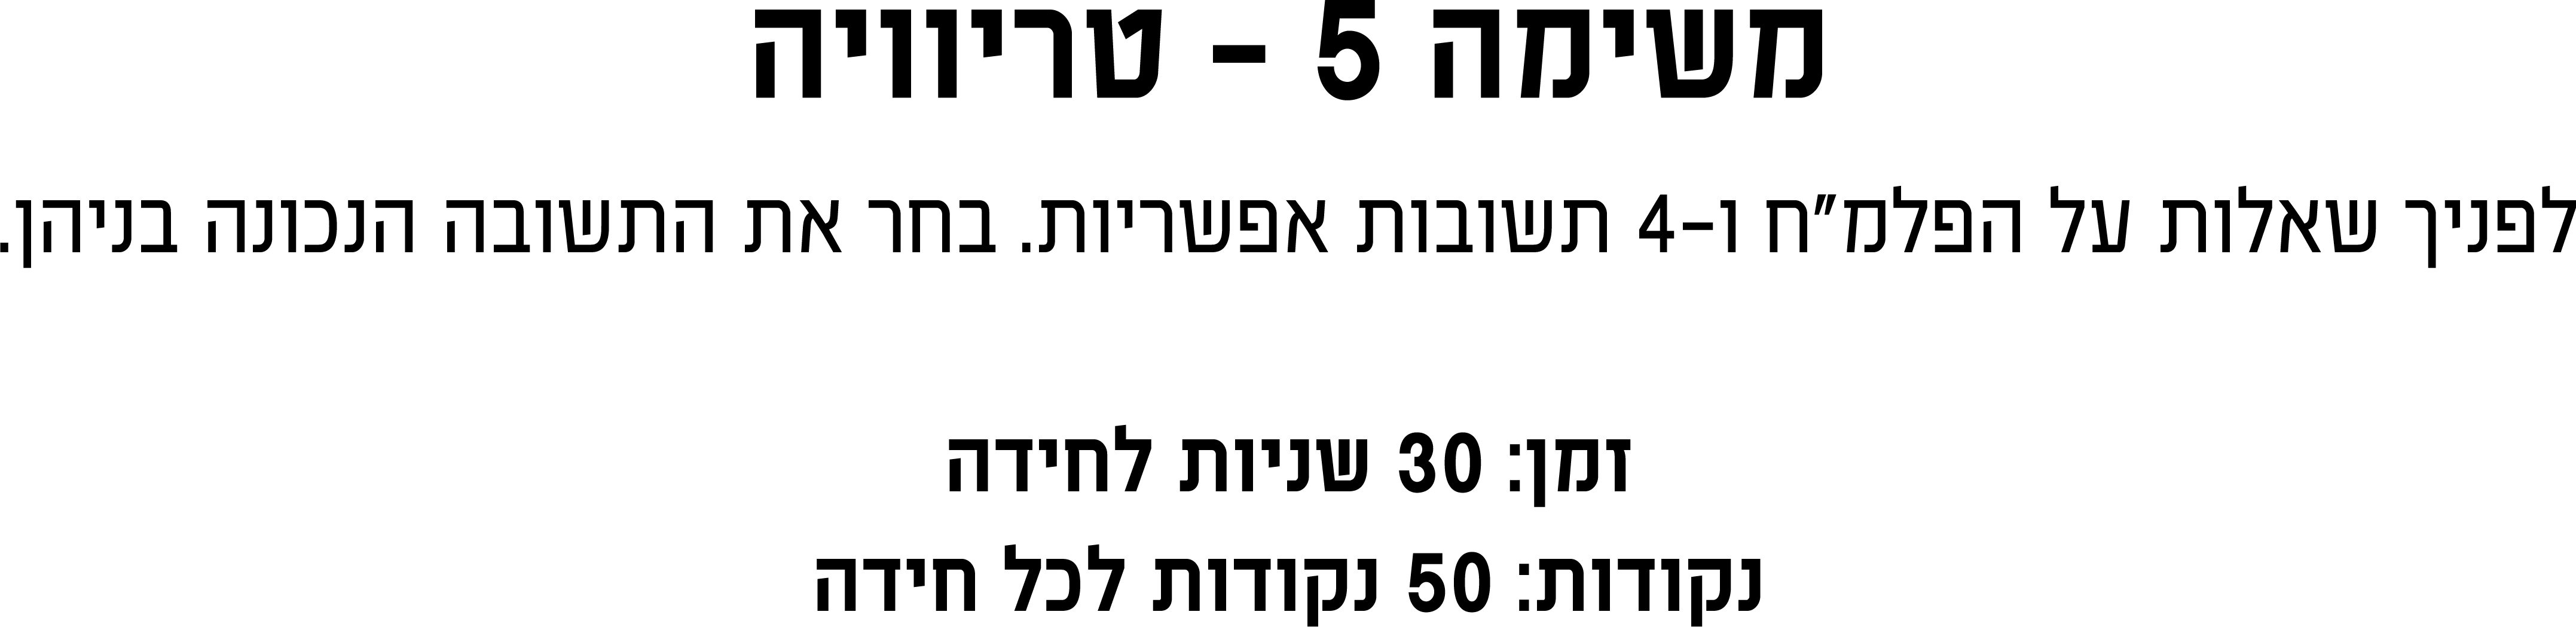 משימה 5 - טריוויה
לפניך שאלות על הפלמ"ח ו-4 תשובות אפשריות. בחר את התשובה הנכונה בניהן.
זמן: 30 שניות לחידה
נקודות: 50 נקודות לכל חידה